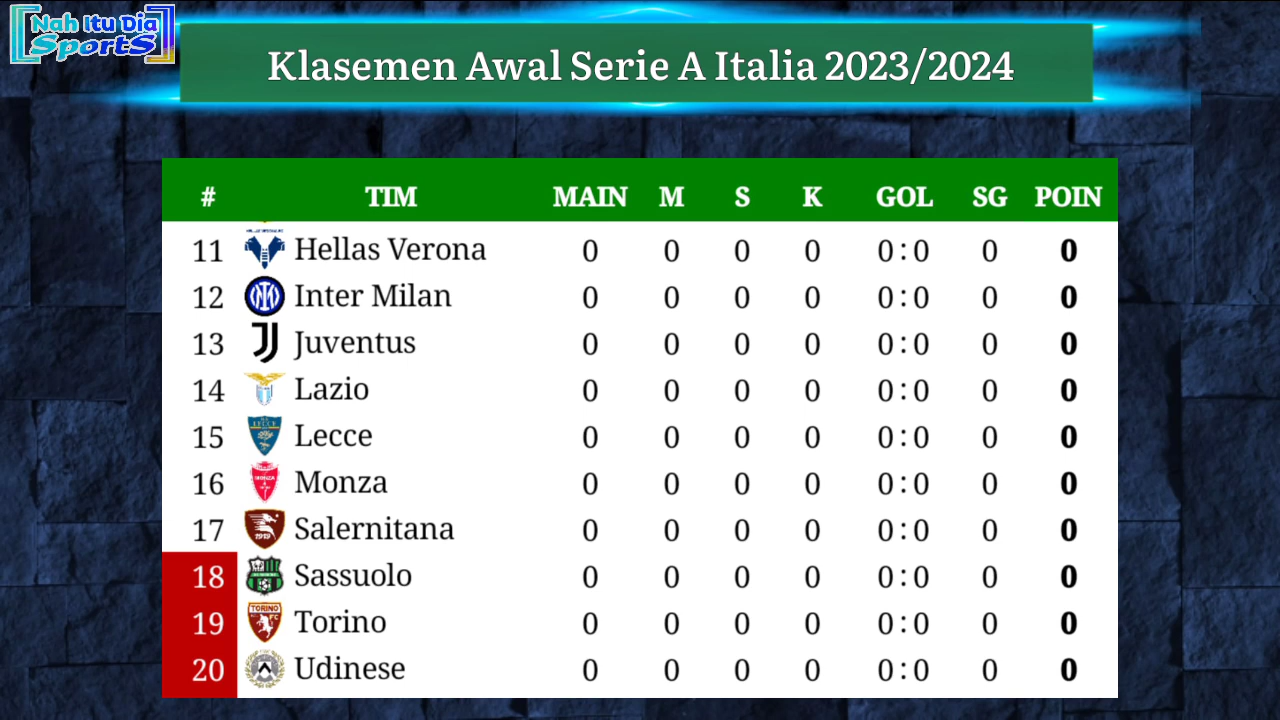 Nah Itu Dia
Sports
Klasemen Awal Serie A Italia 2023/2024
# TIM MAIN M S K GOL SG POIN
11 Hellas Verona 0 0 0 0 0:0 0 0
12 Inter Milan 0 0 0 0 0:0 0 0
13 Juventus 0 0 0 0 0:0 0 0
14 Lazio 0 0 0 0 0:0 0 0
15 Lecce 0 0 0 0 0:0 0 0
16 Monza 0 0 0 0 0:0 0 0
17 Salernitana 0 0 0 0 0:0 0 0
18 Sassuolo 0 0 0 0 0:0 0 0
19 Torino 0 0 0 0 0:0 0 0
20 Udinese 0 0 0 0 0:0 0 0